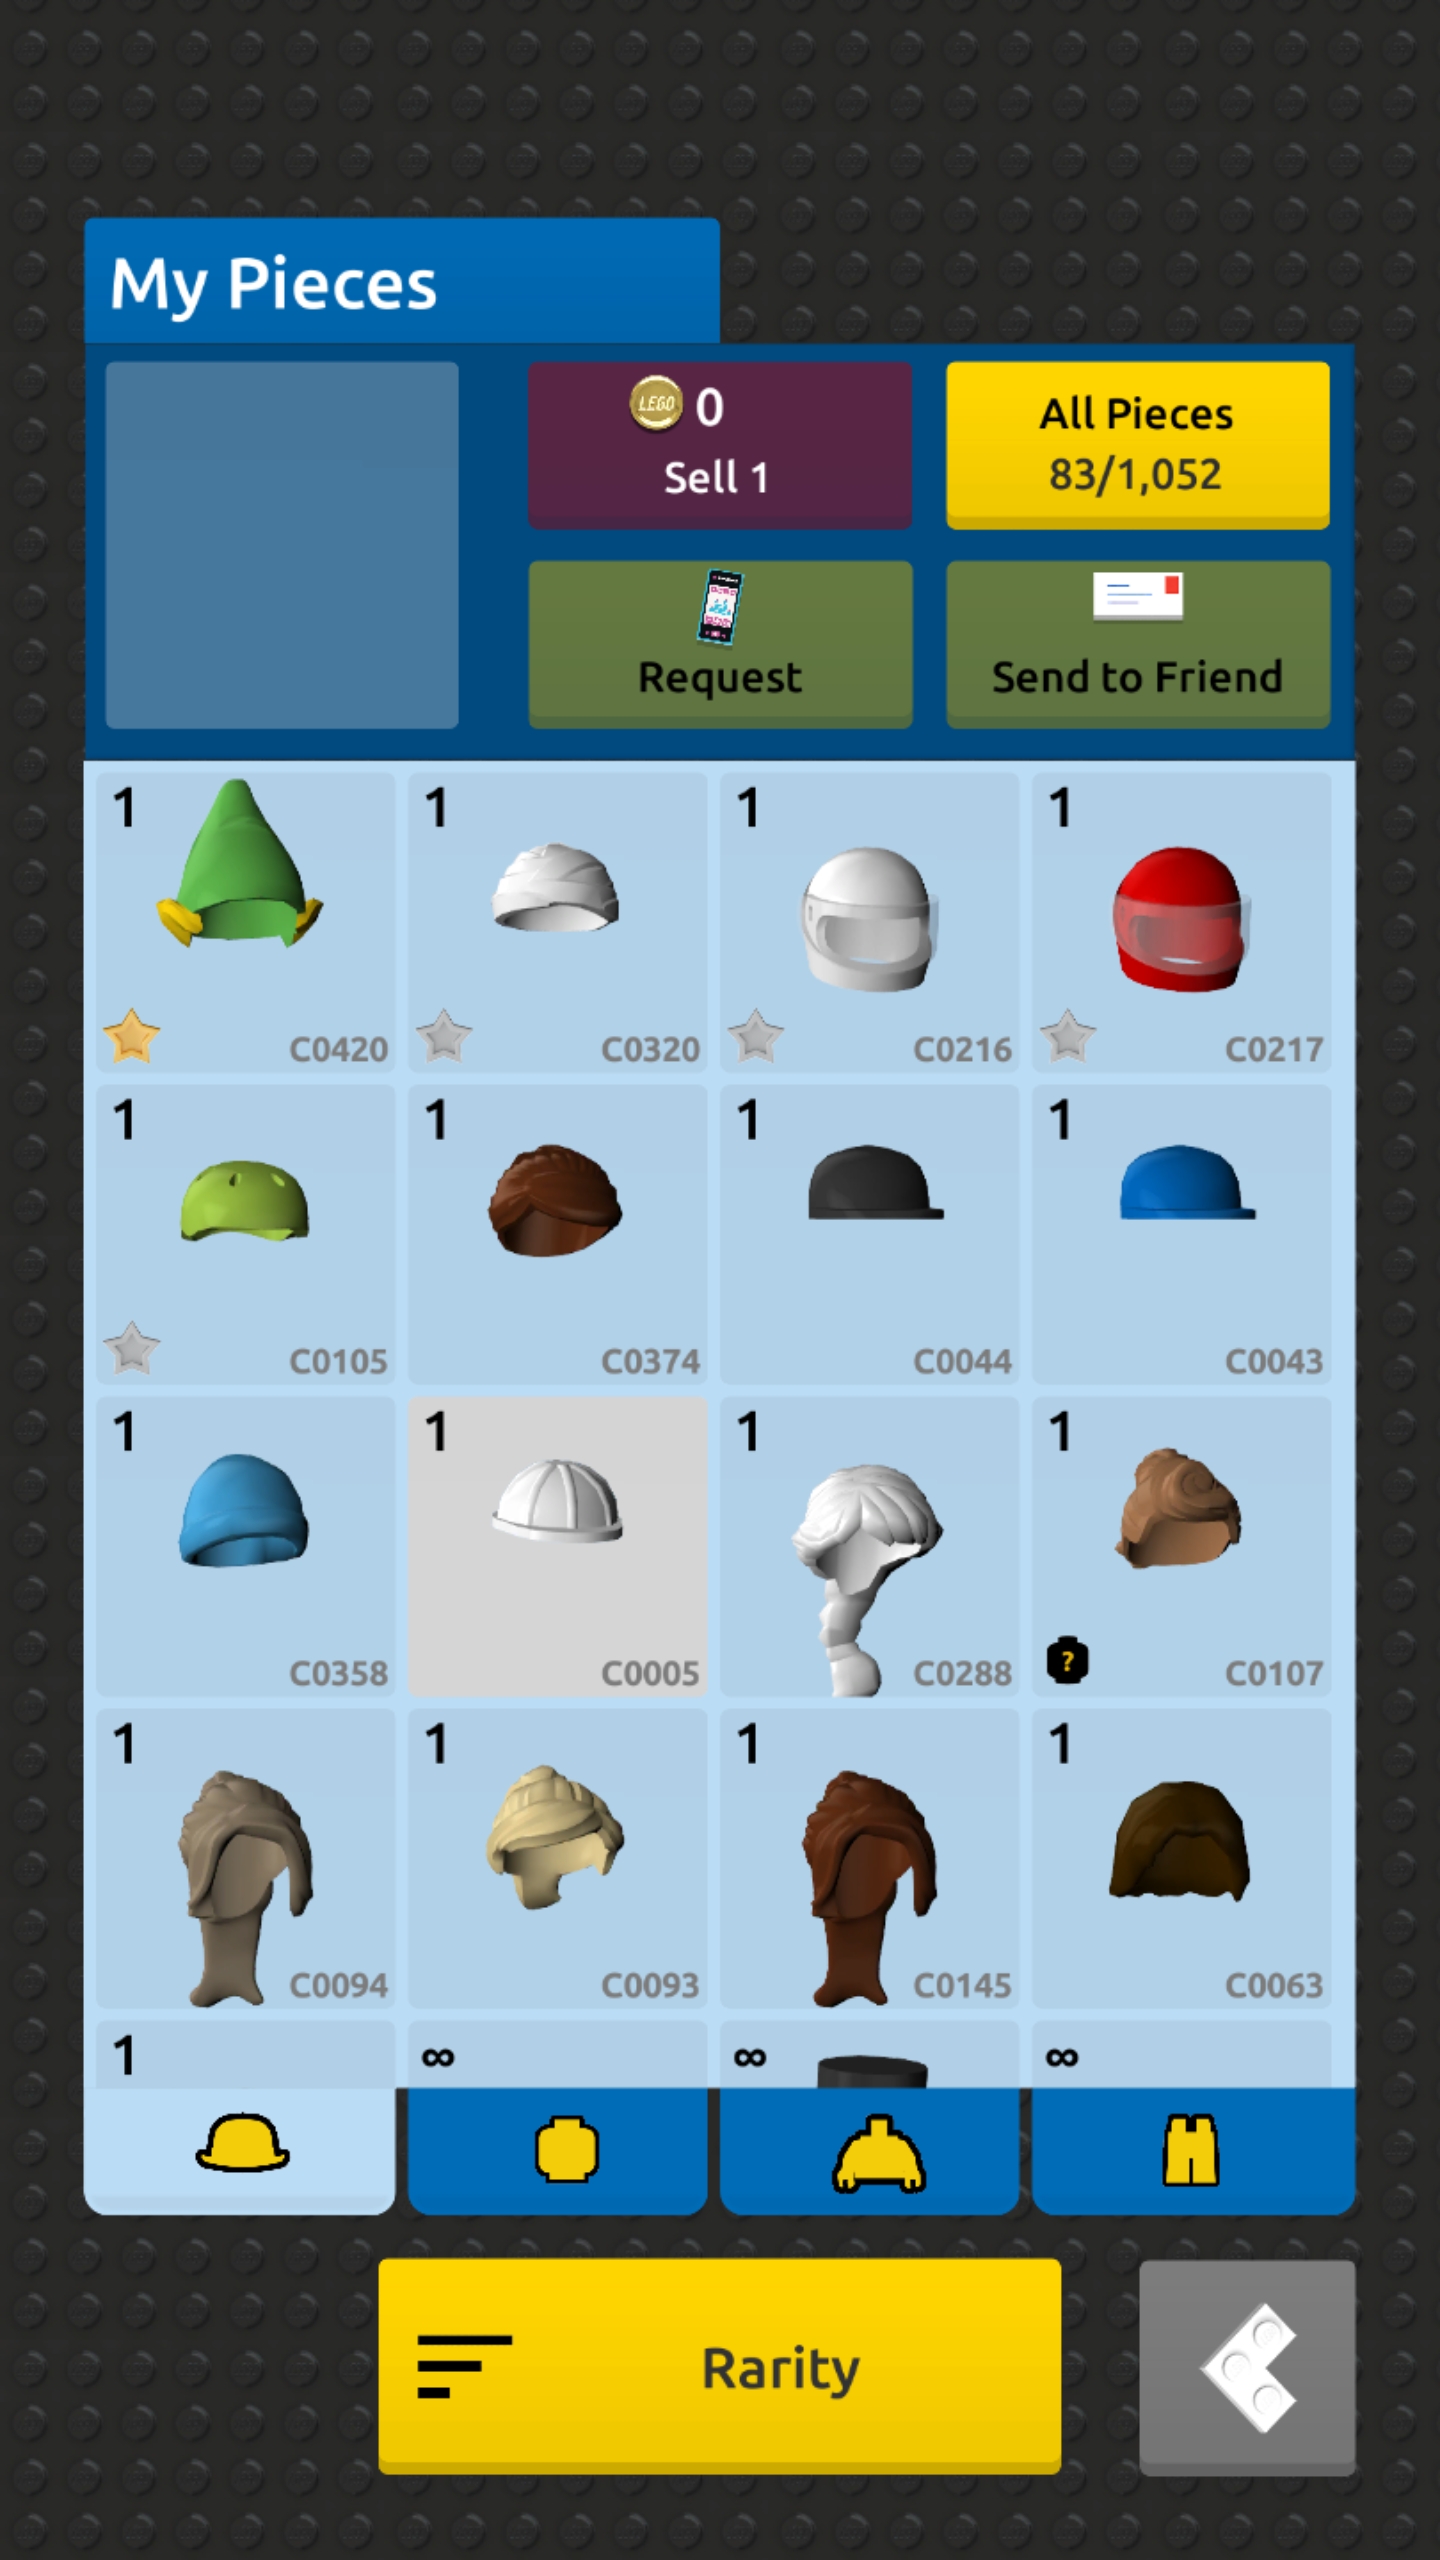 My Pieces
LEGO 0
Sell 1
All Pieces
83/1,052
Request
Send to Friend
1 1 1 1
C0420 C0320 C0216 C0217
1 1 1 1
C0105 C0374 C0044 C0043
1 1 1 1
?
C0358 C0005 C0288 C0107
1 1 1 1
C0094 C0093 C0145 C0063
1 ∞ ∞ ∞
Rarity